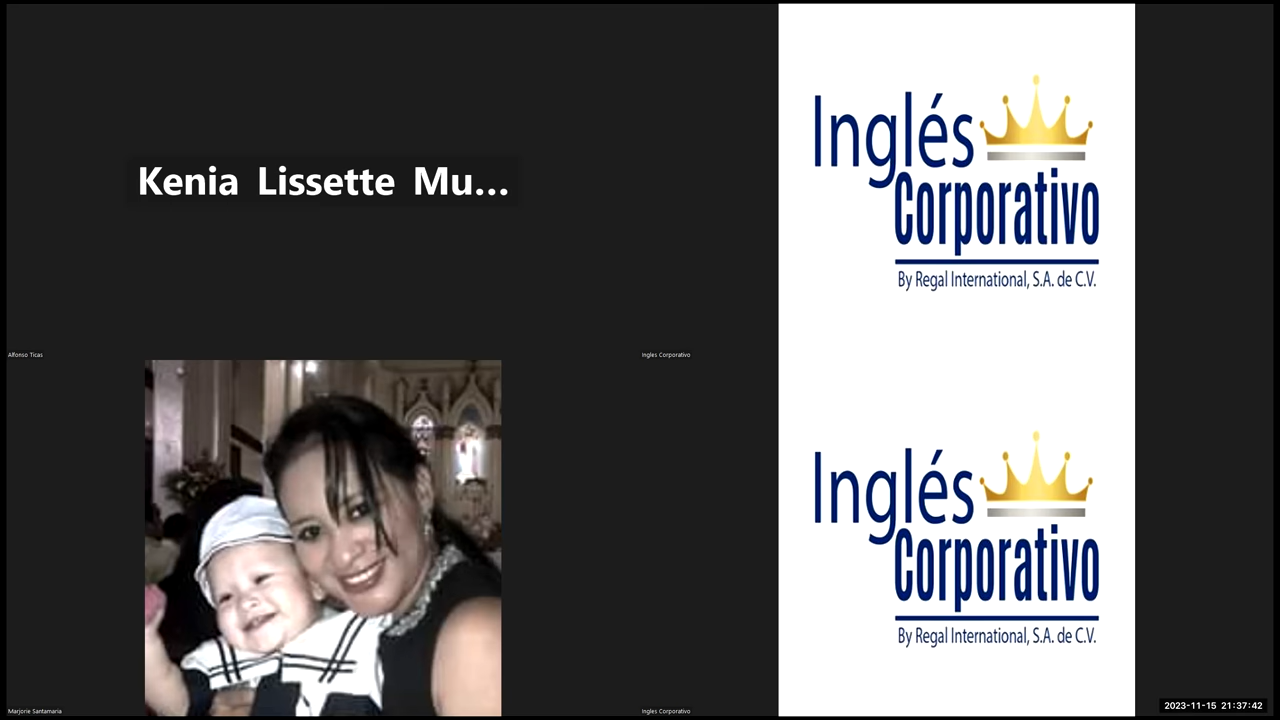 Kenia Lissette Mu...
Inglés
Corporativo
By Regal International, S.A. de C.V.
Alfonso Ticas
Ingles Corporativo
Inglés
Corporativo
By Regal International, S.A. de C.V.
Marjorie Santamaria
Ingles Corporativo
2023-11-15 21:37:42